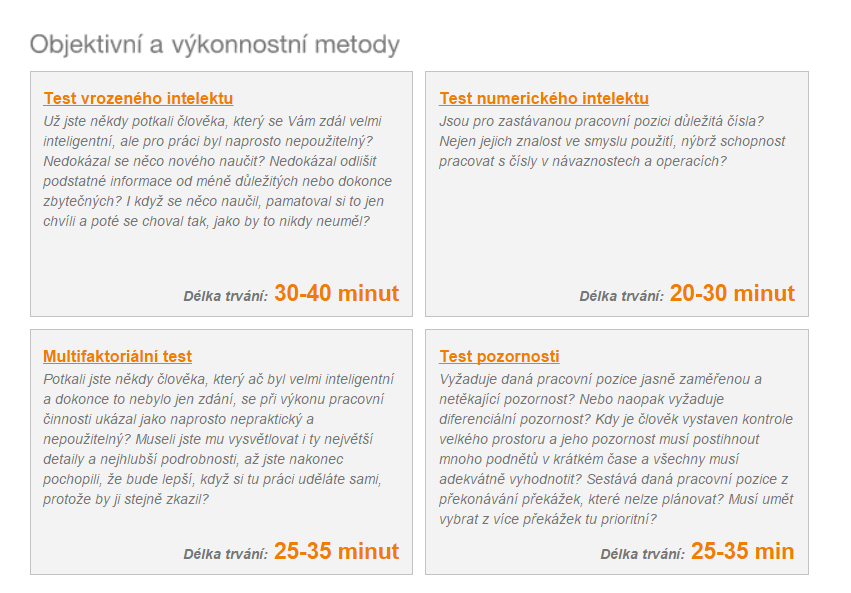 Objektivní a výkonnostní metody
Test vrozeného intelektu
Už jste někdy potkali člověka, který se Vám zdál velmi
inteligentní, ale pro práci byl naprosto nepoužitelný?
Nedokázal se něco nového naučit? Nedokázal odlišit
podstatné informace od méně důležitých nebo dokonce
zbytečných? I když se něco naučil, pamatoval si to jen
chvíli a poté se choval tak, jako by to nikdy neuměl?
Délka trvání: 30-40 minut
Test numerického intelektu
Jsou pro zastávanou pracovní pozici důležitá čísla?
Nejen jejich znalost ve smyslu použití, nýbrž schopnost
pracovat s čísly v návaznostech a operacích?
Délka trvání: 20-30 minut
Multifaktoriální test
Potkali jste někdy člověka, který ač byl velmi inteligentní
a dokonce to nebylo jen zdání, se při výkonu pracovní
činnosti ukázal jako naprosto nepraktický a
nepoužitelný? Museli jste mu vysvětlovat i ty největší
detaily a nejhlubší podrobnosti, až jste nakonec
pochopili, že bude lepší, když si tu práci uděláte sami,
protože by ji stejně zkazil?
Délka trvání: 25-35 minut
Test pozornosti
Vyžaduje daná pracovní pozice jasně zaměřenou a
netěkající pozornost? Nebo naopak vyžaduje
diferenciální pozornost? Kdy je člověk vystaven kontrole
velkého prostoru a jeho pozornost musí postihnout
mnoho podnětů v krátkém čase a všechny musí
adekvátně vyhodnotit? Sestává daná pracovní pozice z
překonávání překážek, které nelze plánovat? Musí umět
vybrat z více překážek tu prioritní?
Délka trvání: 25-35 min